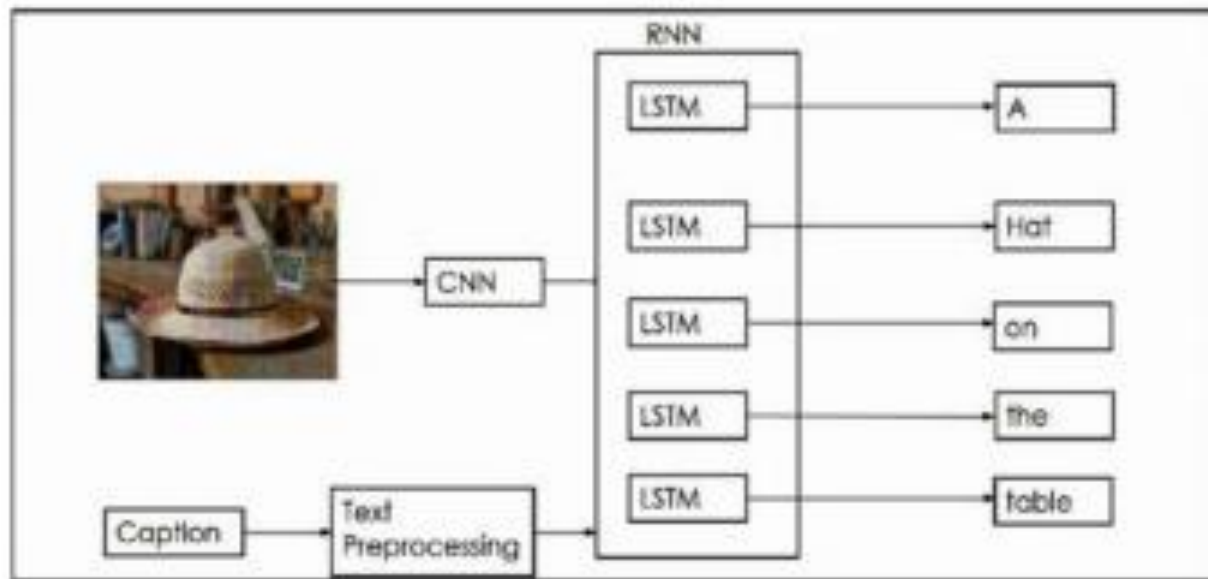 RNN
LSTM
A
LSTM
Hat
CNN
LSTM
on
LSTM
the
LSTM
table
Caption
Text
Preprocessing